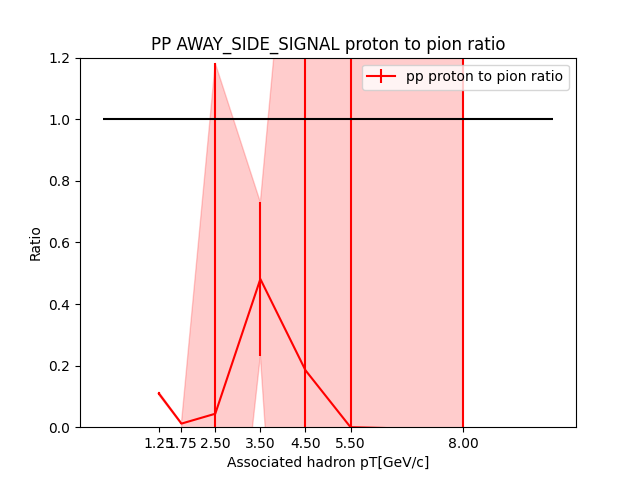 PP AWAY_SIDE_SIGNAL proton to pion ratio
pp proton to pion ratio
1.2
1.0
0.8
0.6
0.4
0.2
0.0
Ratio
1.25 1.75 2.50 3.50 4.50 5.50 8.00
Associated hadron pT[GeV/c]